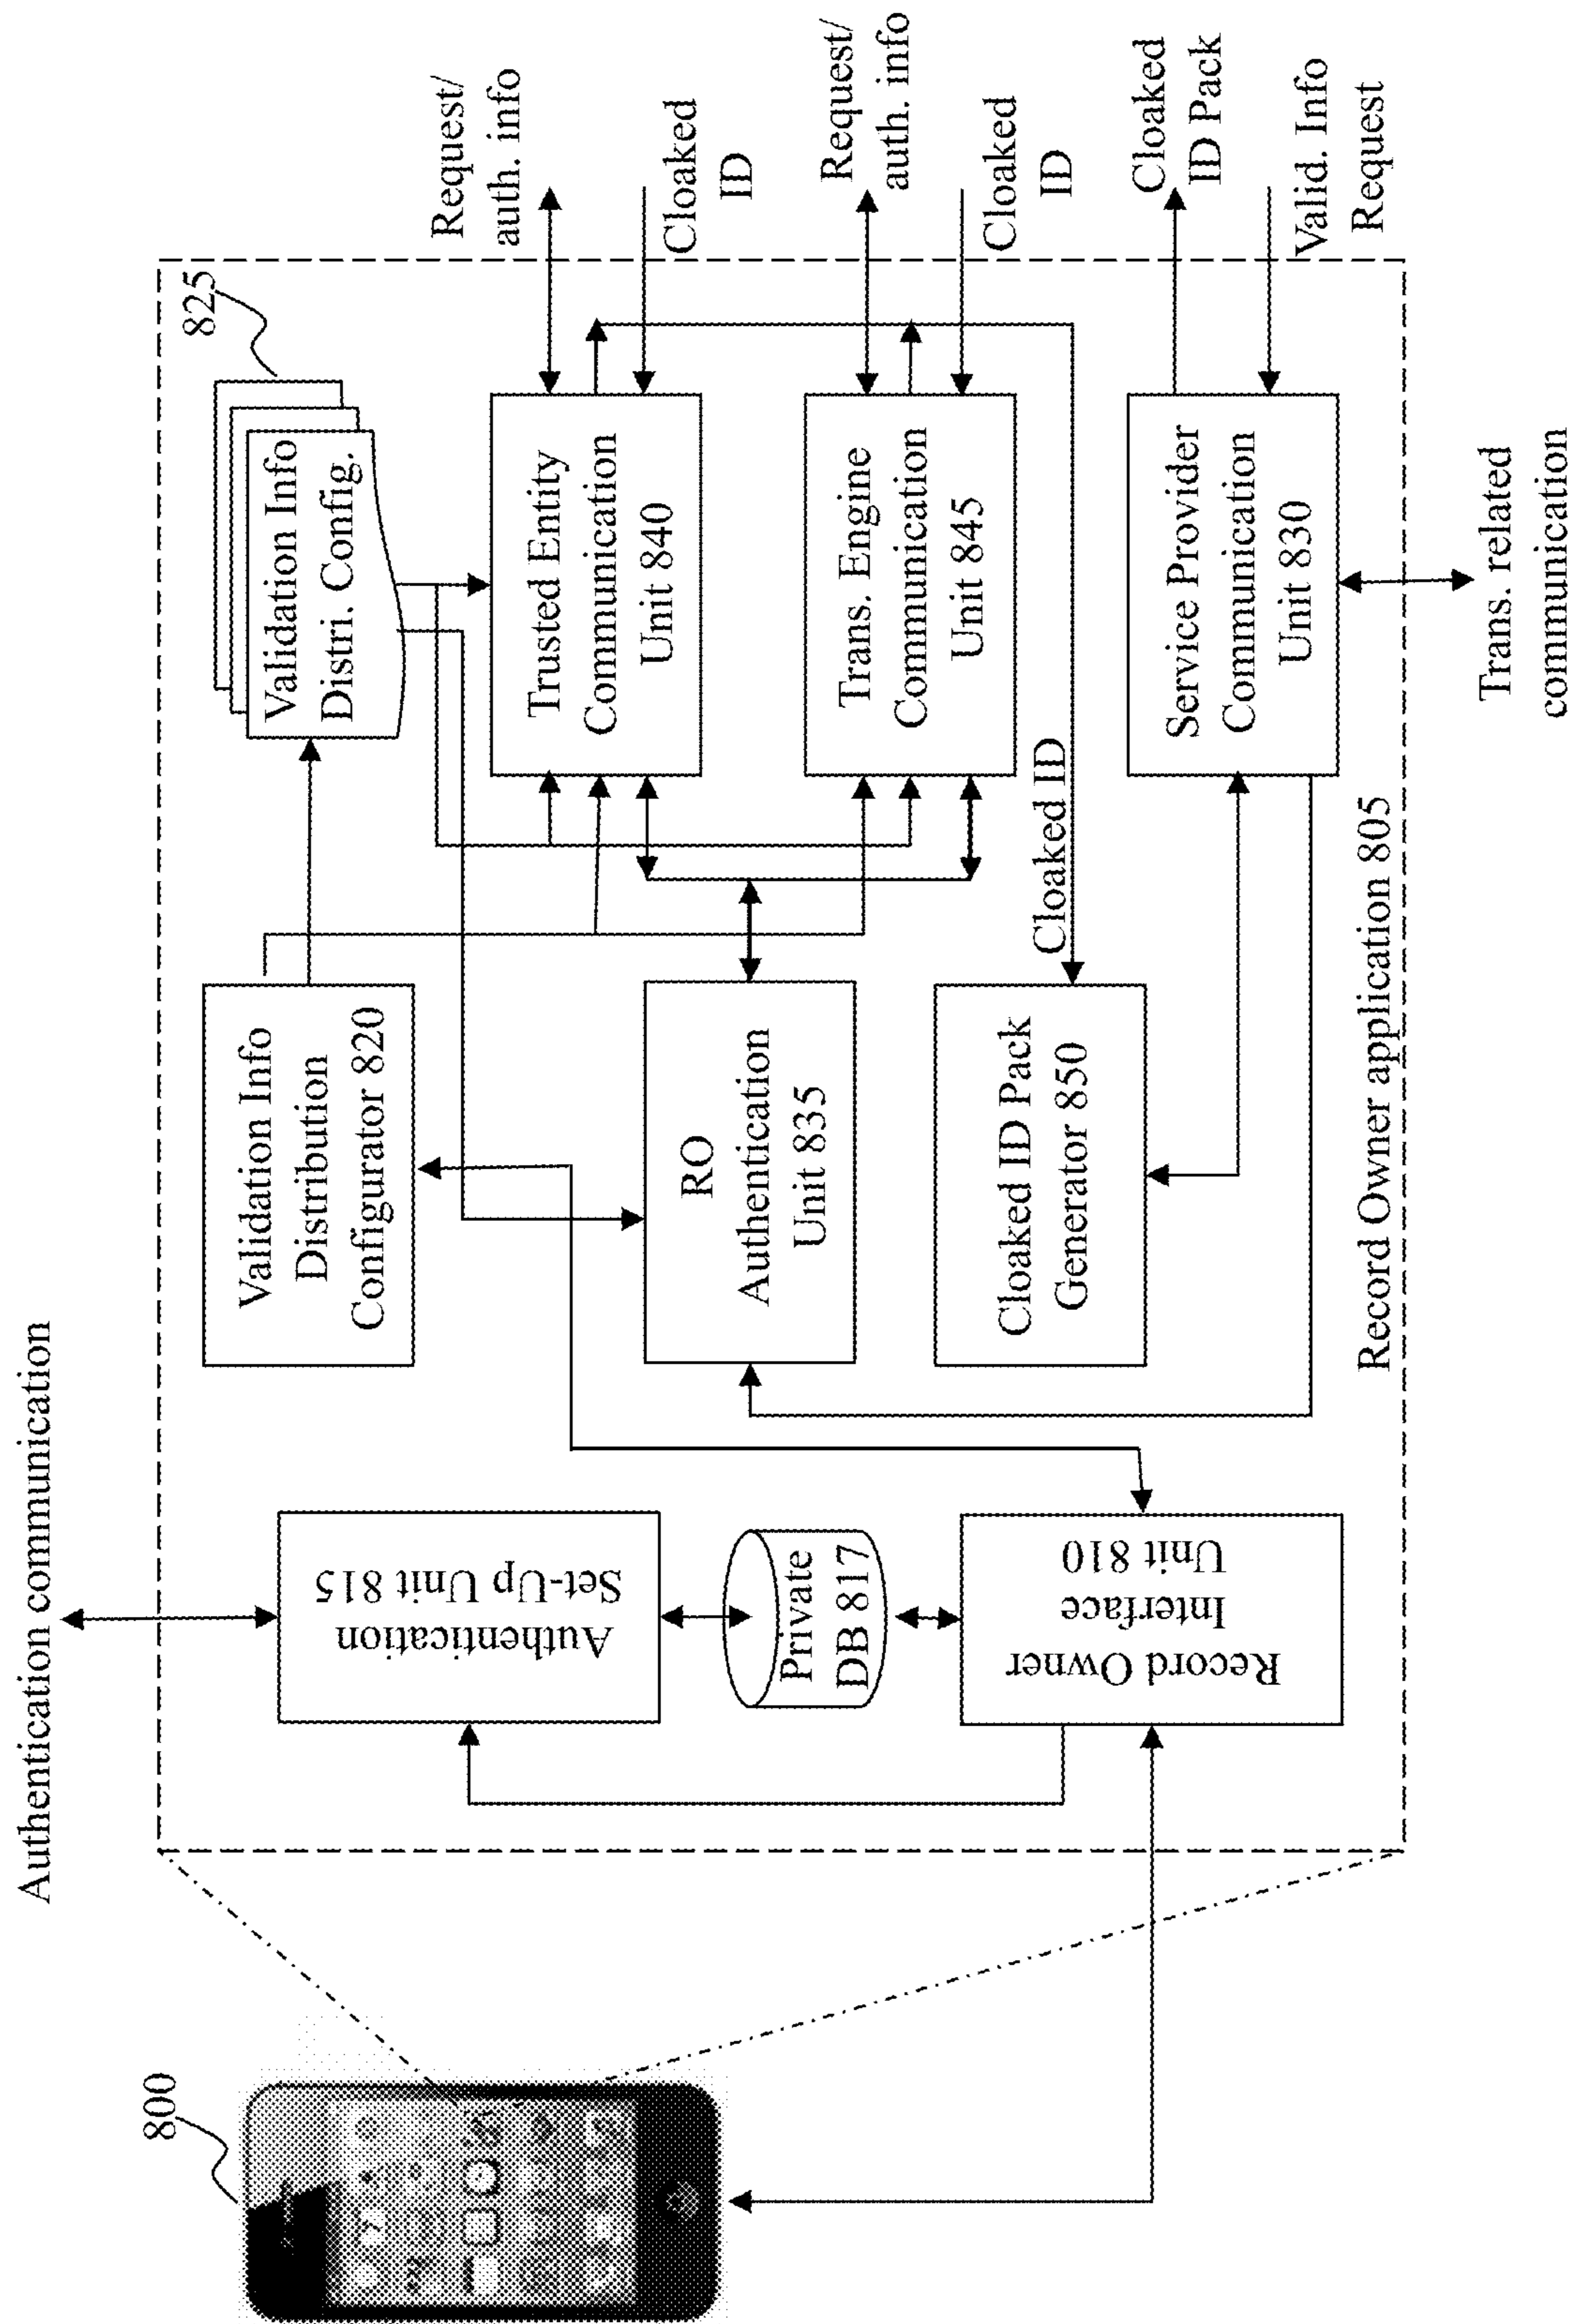 Authentication communication
800
Authentication
Set-Up Unit 815
Private
DB 817
Record Owner
Interface
Unit 810
Validation Info
Distribution
Configurator 820
825
Validation Info
Distri. Config.
RO
Authentication
Unit 835
Cloaked ID Pack
Generator 850
Cloaked ID
Trusted Entity
Communication
Unit 840
Trans. Engine
Communication
Unit 845
Service Provider
Communication
Unit 830
Request/
auth. info
Cloaked
ID
Request/
auth. info
Cloaked
ID
Cloaked
ID Pack
Valid. Info
Request
Record Owner application 805
Trans. related
communication